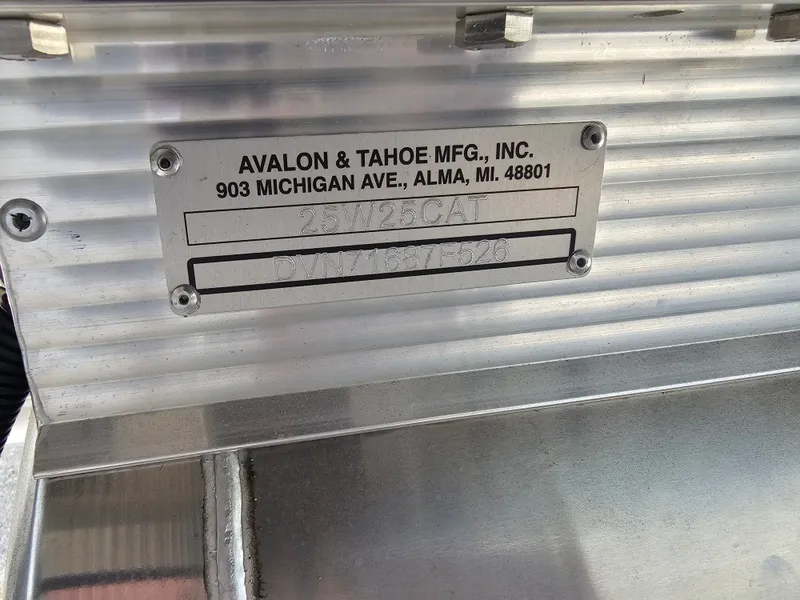 AVALON & TAHOE MFG., INC.
903 MICHIGAN AVE., ALMA, MI. 48801
25W25CAT
DVN71687F526